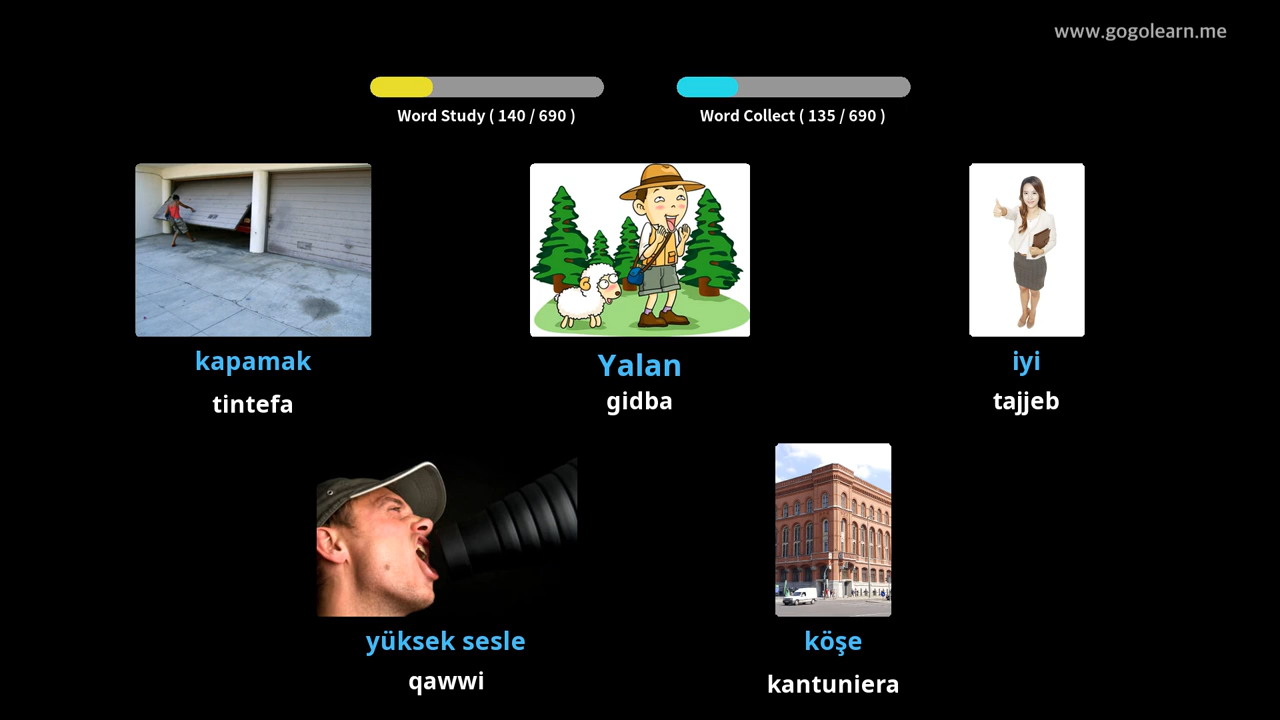 www.gogolearn.me
Word Study ( 140 / 690 )
Word Collect ( 135 / 690 )
kapamak
tintefa
Yalan
gidba
iyi
tajjeb
yüksek sesle
qawwi
köşe
kantuniera